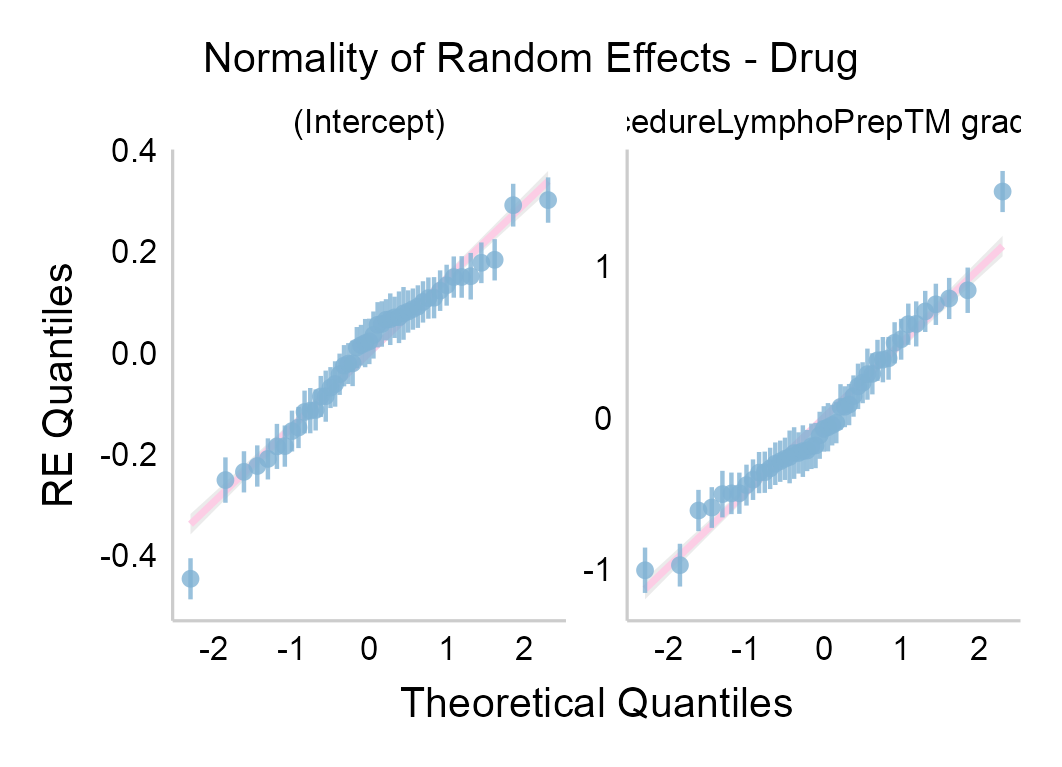 Normality of Random Effects - Drug
(Intercept)
cedureLymphoPrepTM grad
0.4
0.2
0.0
-0.2
-0.4
1
0
-1
-2 -1 0 1 2
-2 -1 0 1 2
RE Quantiles
Theoretical Quantiles